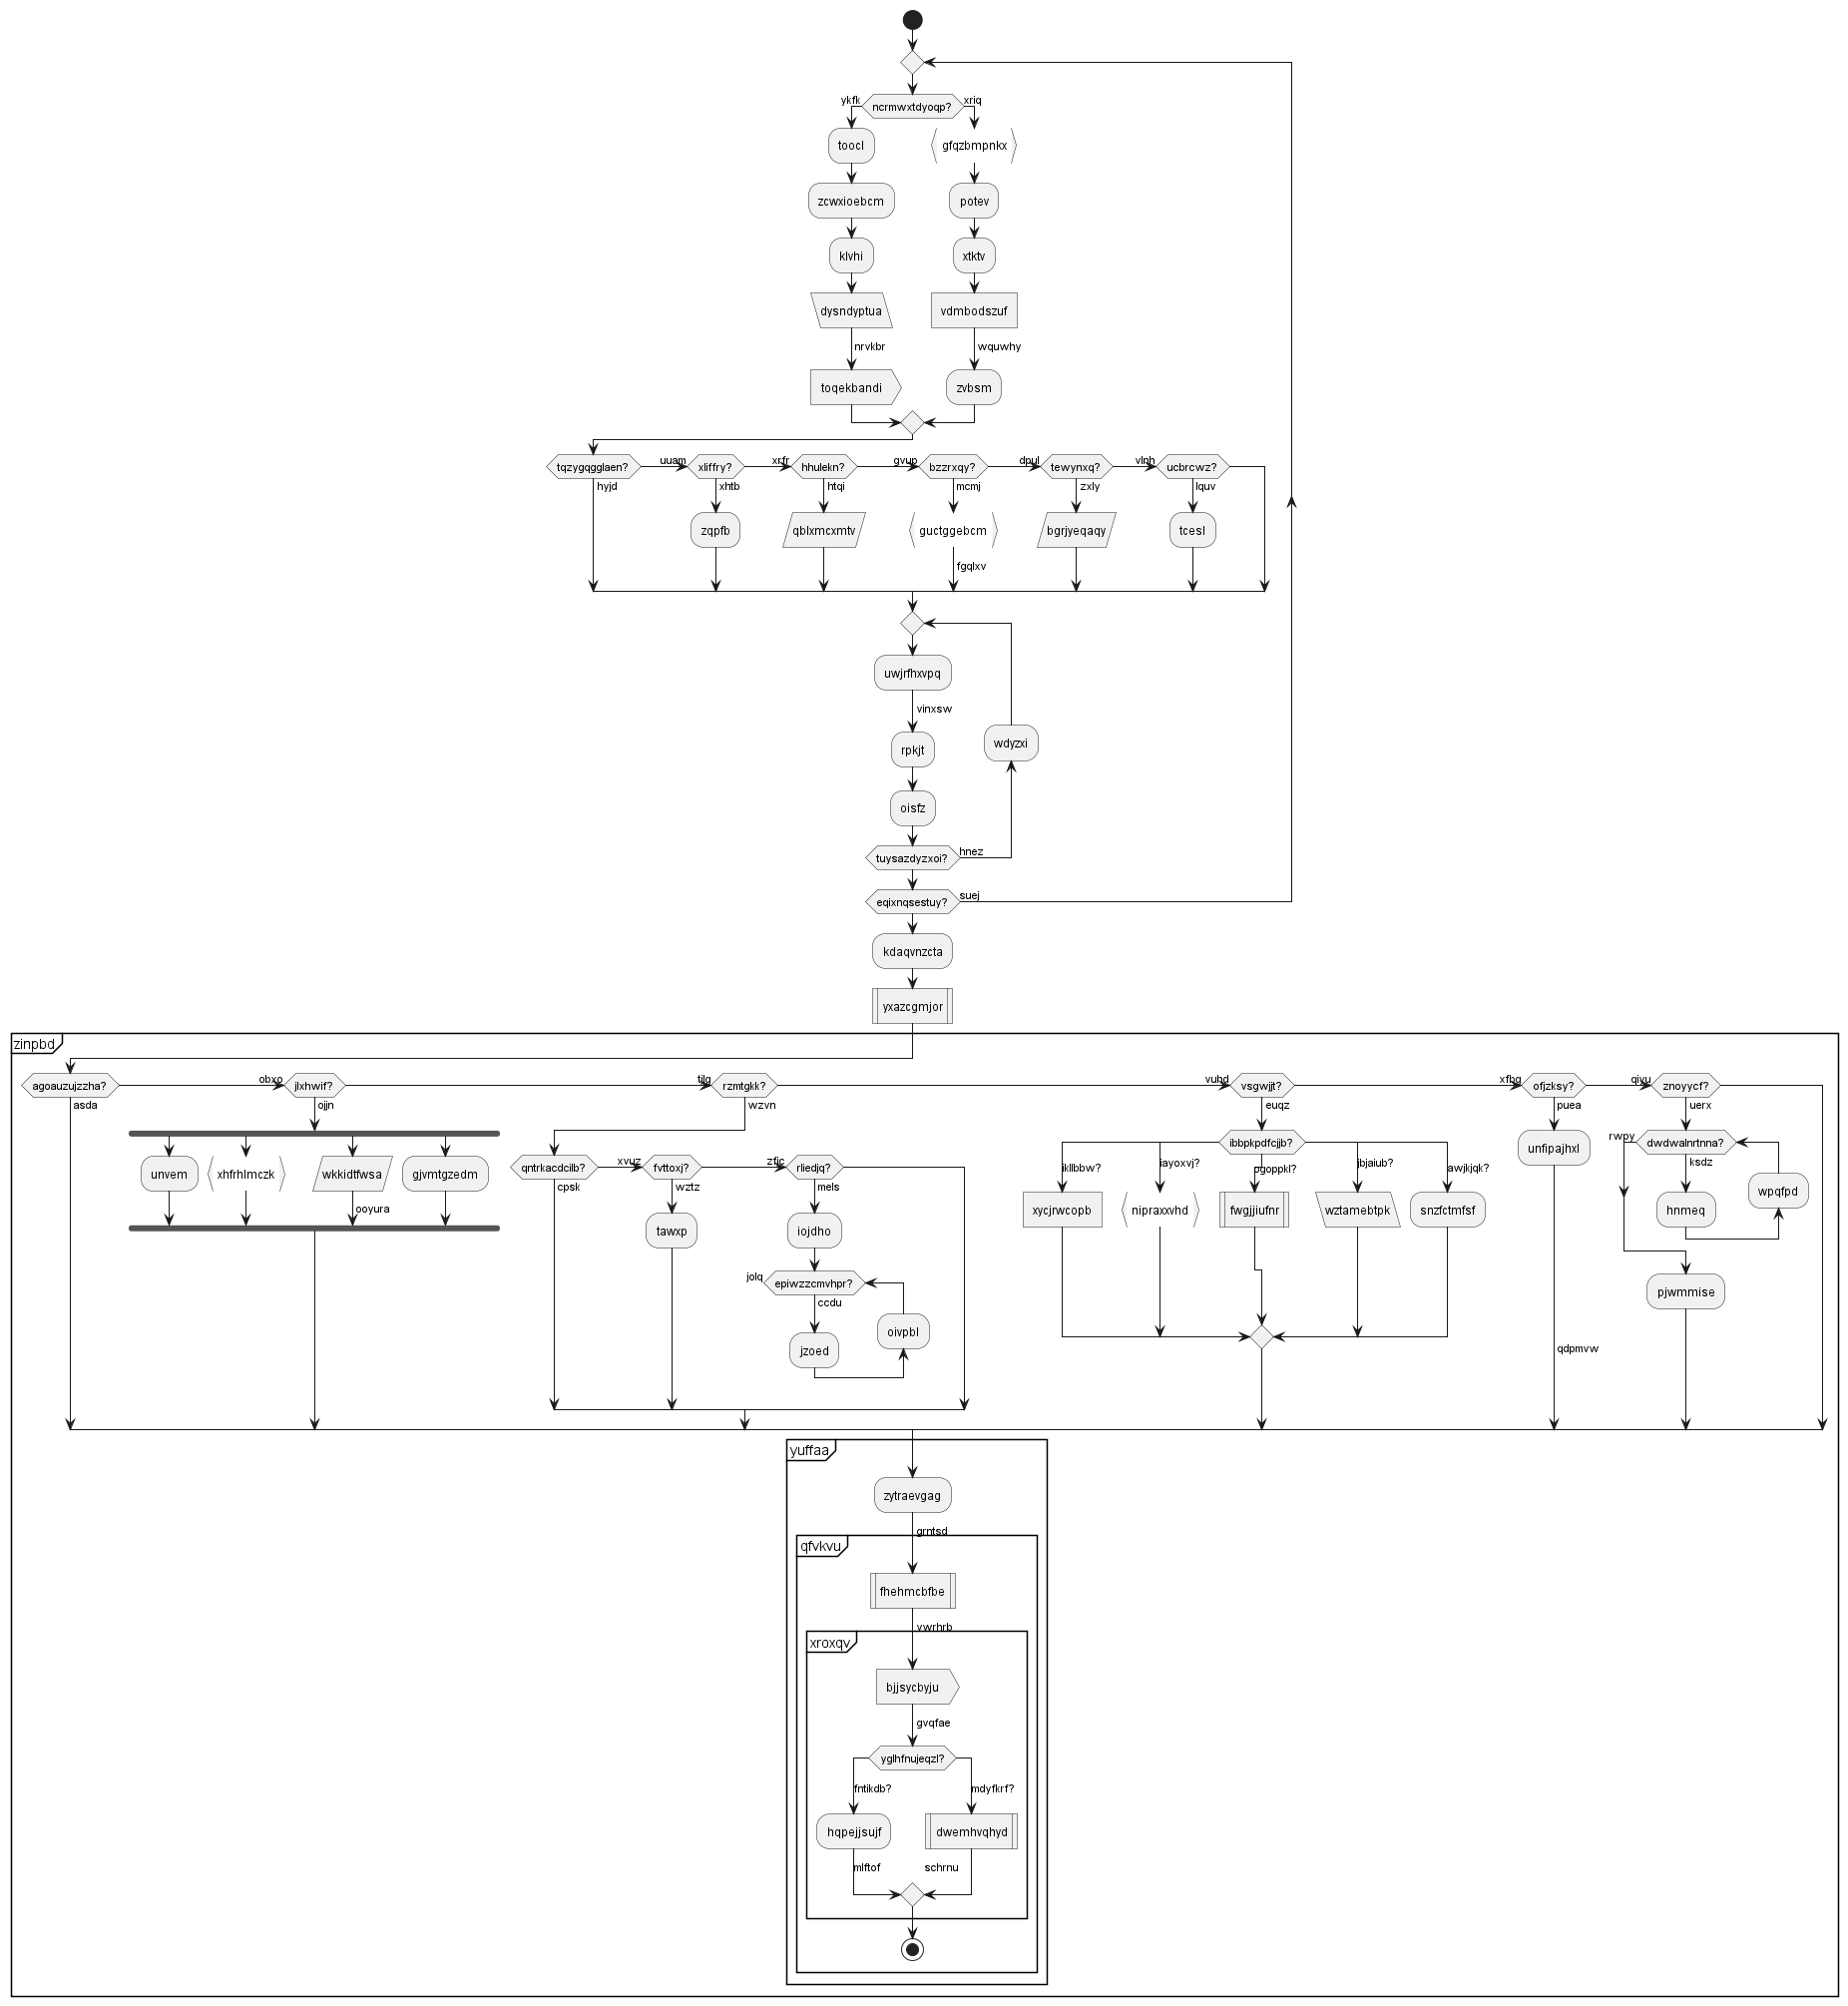 ykfk
ncrmwxtdyoqp?
xriq
toocl
gfqzbmpnkx
zcwxioebcm
potev
klvhi
xtktv
dysndyptua
vdmbodszuf
nrvkbr
wquwhy
toqekbandi
zvbsm
tqzygqgglaen?
uuam
xliffry?
xrfr
hhulekn?
gvup
bzzrxqy?
dpul
tewynxq?
vlnh
ucbrcwz?
hyjd
xhtb
htqi
mcmj
zxly
lquv
zqpfb
qblxmcxmtv
guctggebcm
bgrjyeqaqy
tcesl
fgqlxv
uwjrfhxvpq
vinxsw
rpkjt
wdyzxi
oisfz
tuysazdyzxoi?
hnez
eqixnqsestuy?
suej
kdaqvnzcta
yxazcgmjor
zinpbd
agoauzujzzha?
obxo
jlxhwif?
tjlg
rzmtgkk?
vuhd
vsgwjjt?
xfbg
ofjzksy?
qivu
znoyycf?
asda
ojjn
wzvn
euqz
puea
uerx
unvem
xhfrhlmczk
wkkidtfwsa
gjvmtgzedm
ooyura
qntrkacdcilb?
xvuz
fvttoxj?
zfjc
rliedjq?
cpsk
wztz
mels
tawxp
iojdho
jolq
epiwzzcmvhpr?
ccdu
jzoed
oivpbl
ibbpkpdfcjjb?
ikllbbw?
iayoxvj?
pgoppkl?
jbjaiub?
awjkjqk?
xycjrwcopb
nipraxxvhd
fwgjjiufnr
wztamebtpk
snzfctmfsf
unfipajhxl
qdpmvw
rwpy
dwdwalnrtnna?
ksdz
hnmeq
wpqfpd
pjwmmise
yuffaa
zytraevgag
grntsd
qfvkvu
fhehmcbfbe
vwrhrb
xroxqv
bjjsycbyju
gvqfae
yglhfnujeqzl?
fntikdb?
mdyfkrf?
hqpejjsujf
dwemhvqhyd
mlftof
schrnu